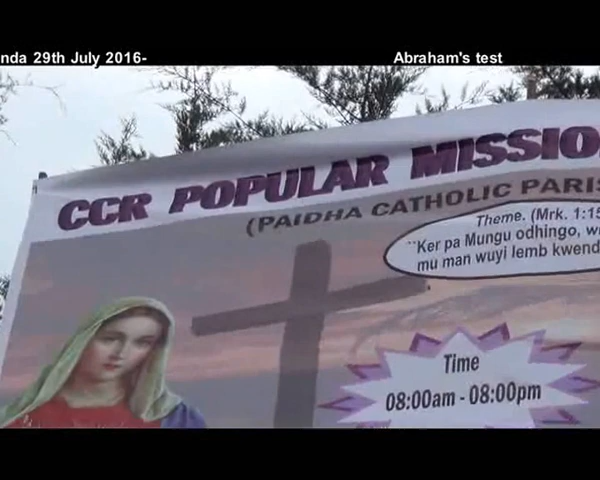 nda 29th July 2016-
Abraham's test
CCR POPULAR MISSIO
(PAIDHA CATHOLIC PARIS
Theme. (Mrk. 1:15
"Ker pa Mungu odhingo, w
mu man wuyi lemb kwend
Time
08:00am - 08:00pm